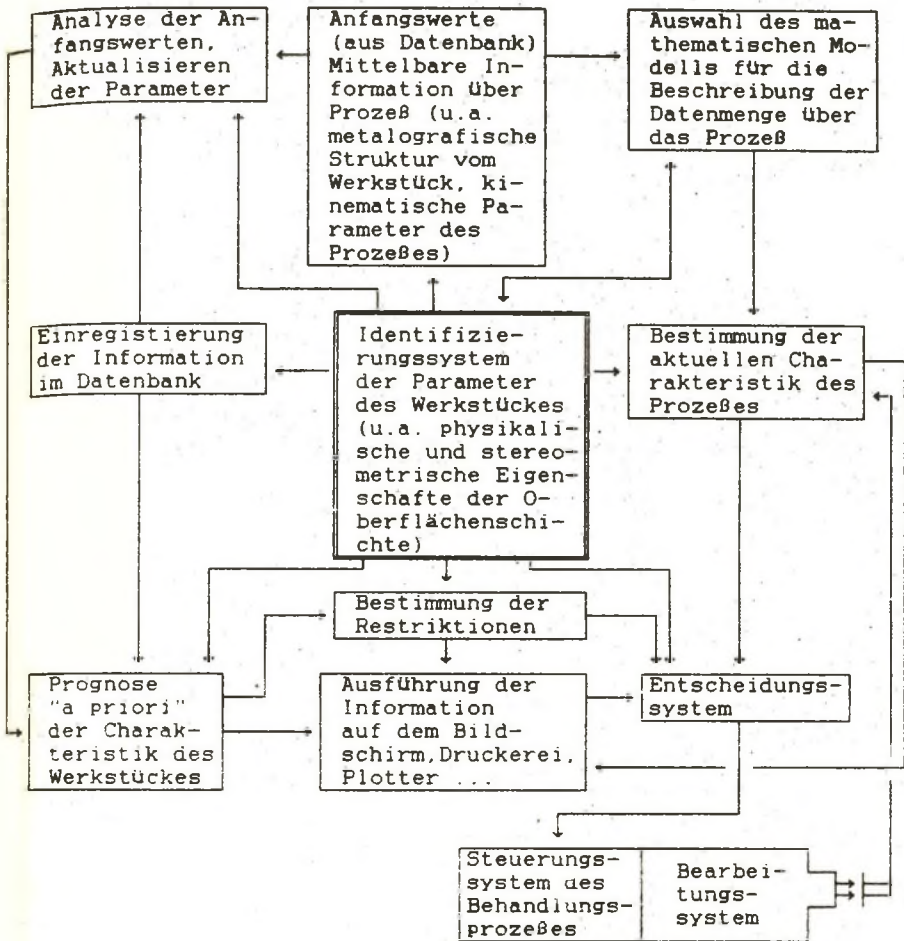 Analyse der An-
fangswerten,
Aktualisieren
der Parameter
Anfangswerte
(aus Datenbank)
Mittelbare In-
formation über
Prozeß (u.a.
metalografische
Struktur vom
Werkstück, ki-
nematische Pa-
rameter des
Prozeßes)
Auswahl des ma-
thematischen Mo-
dells für die
Beschreibung der
Datenmenge über
das Prozeß
Einregistierung
der Information
im Datenbank
Identifizie-
rungssystem
der Parameter
des Werkstückes
(u.a. physikali-
sche und stereo-
metrische Eigen-
schafte der O-
berflächenschi-
chte)
Bestimmung der
aktuellen Cha-
rakteristik des
Prozeßes
Bestimmung der
Restriktionen
Prognose
"a priori"
der Charak-
teristik des
Werkstückes
Ausführung der
Information
auf dem Bild-
schirm,Druckerei,
Plotter ...
Entscheidungs-
system
Steuerungs-
system des
Behandlungs-
prozeßes
Bearbei-
tungs-
system